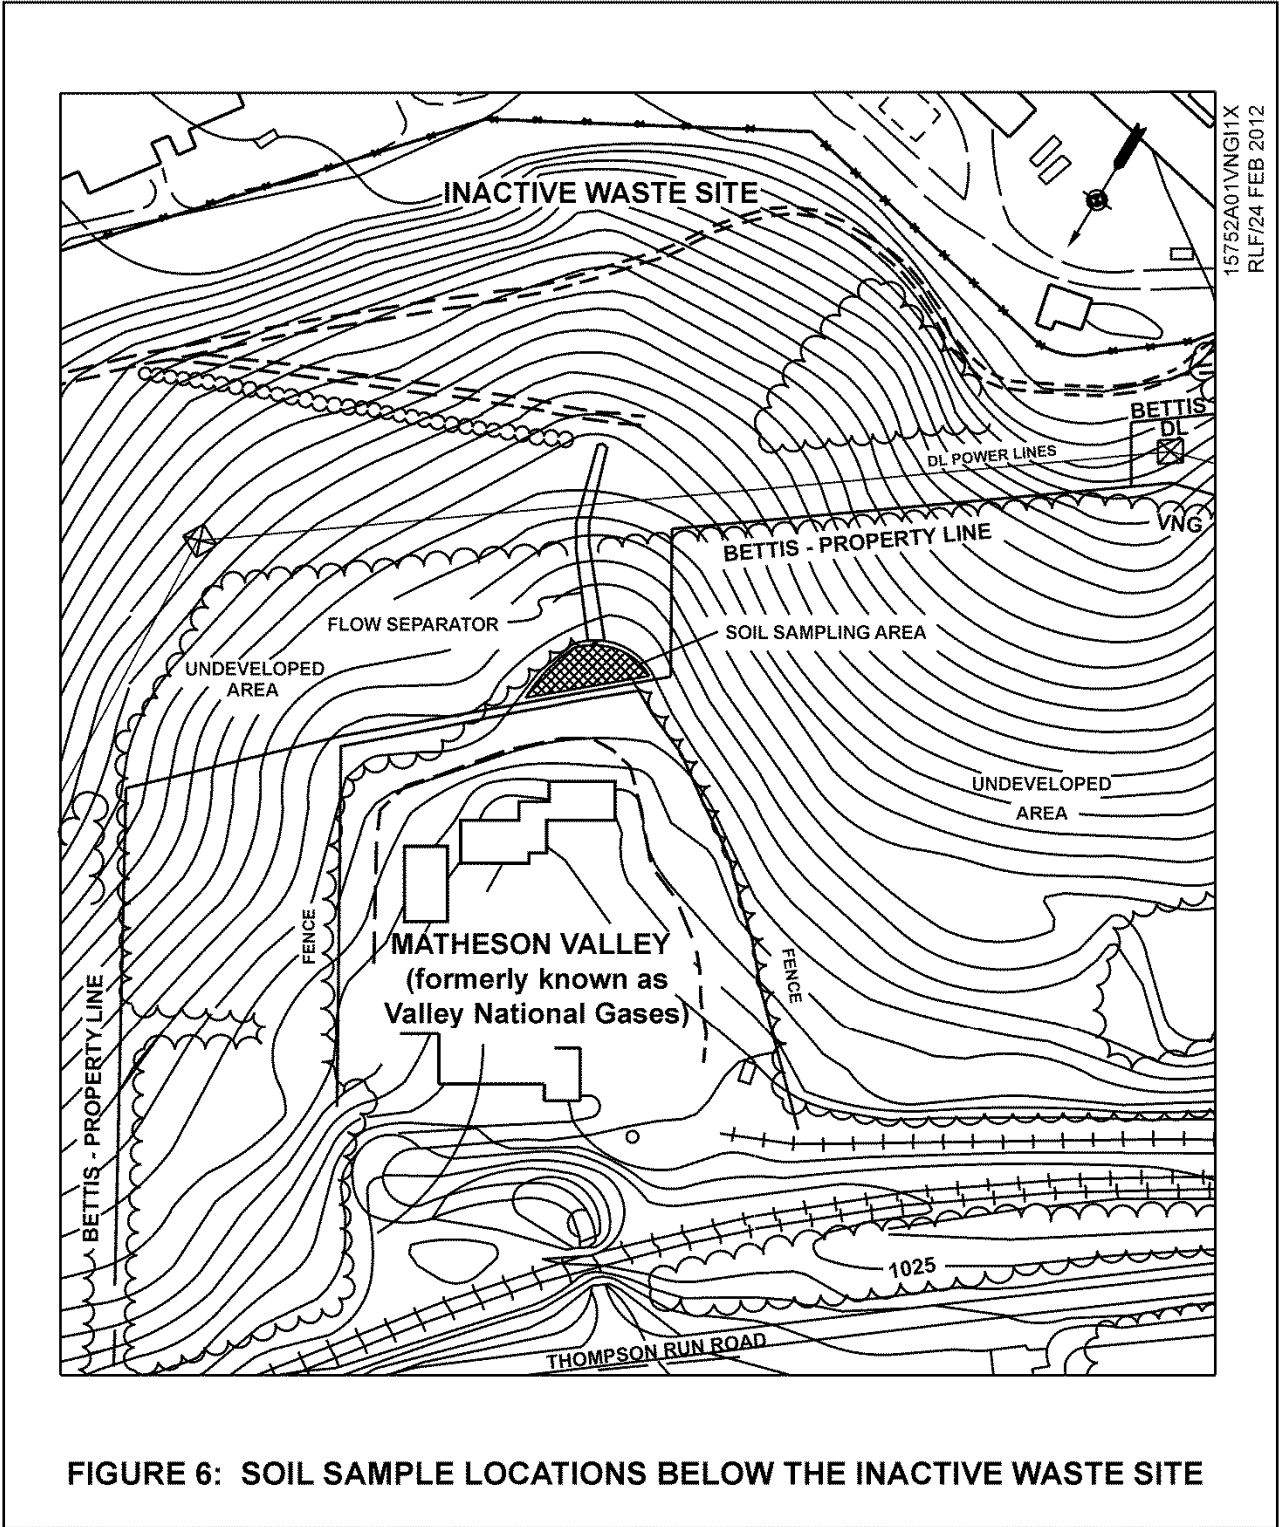 15752A01VNGI1X
RLF/24 FEB 2012
INACTIVE WASTE SITE
BETTIS
DL
DL POWER LINES
VNG
BETTIS - PROPERTY LINE
FLOW SEPARATOR
SOIL SAMPLING AREA
UNDEVELOPED
AREA
UNDEVELOPED
AREA
FENCE
MATHESON VALLEY
(formerly known as
Valley National Gases)
FENCE
BETTIS - PROPERTY LINE
1025
THOMPSON RUN ROAD
FIGURE 6: SOIL SAMPLE LOCATIONS BELOW THE INACTIVE WASTE SITE